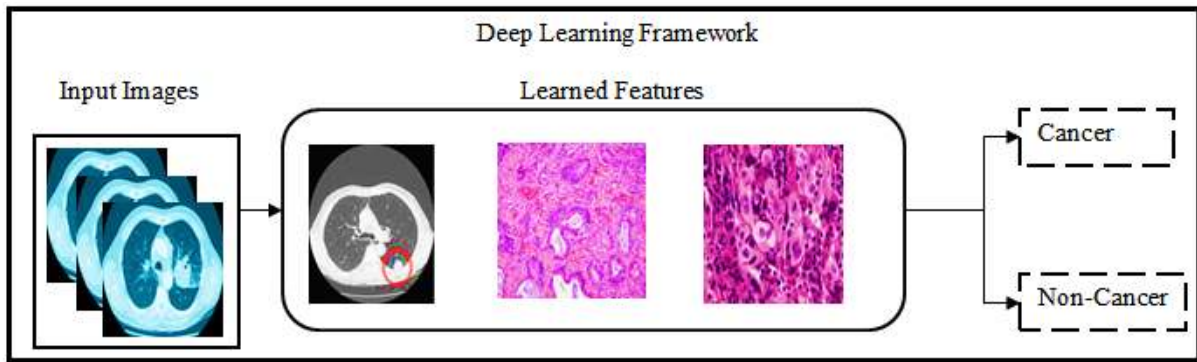 Deep Learning Framework
Input Images
Learned Features
Cancer
Non-Cancer